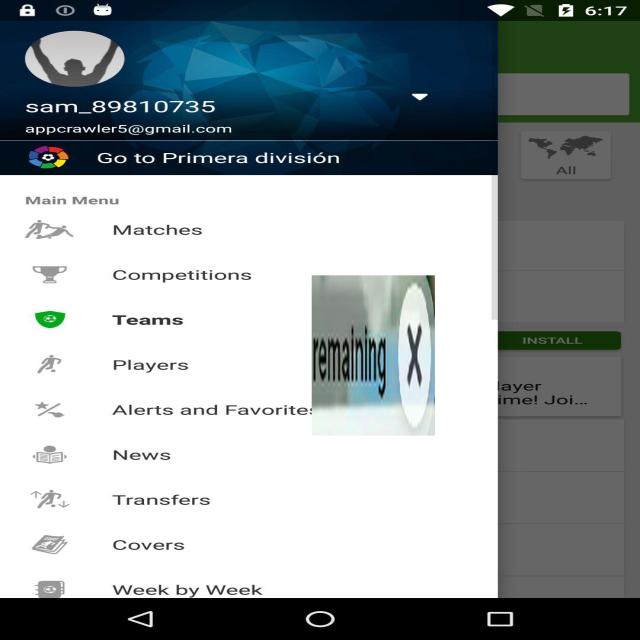 6:17
sam_89810735
appcrawler5@gmail.com
Go to Primera división
All
Main Menu
Matches
Competitions
Teams
remaining X
INSTALL
Players
layer
ime! Joi...
Alerts and Favorites
News
Transfers
Covers
Week by Week